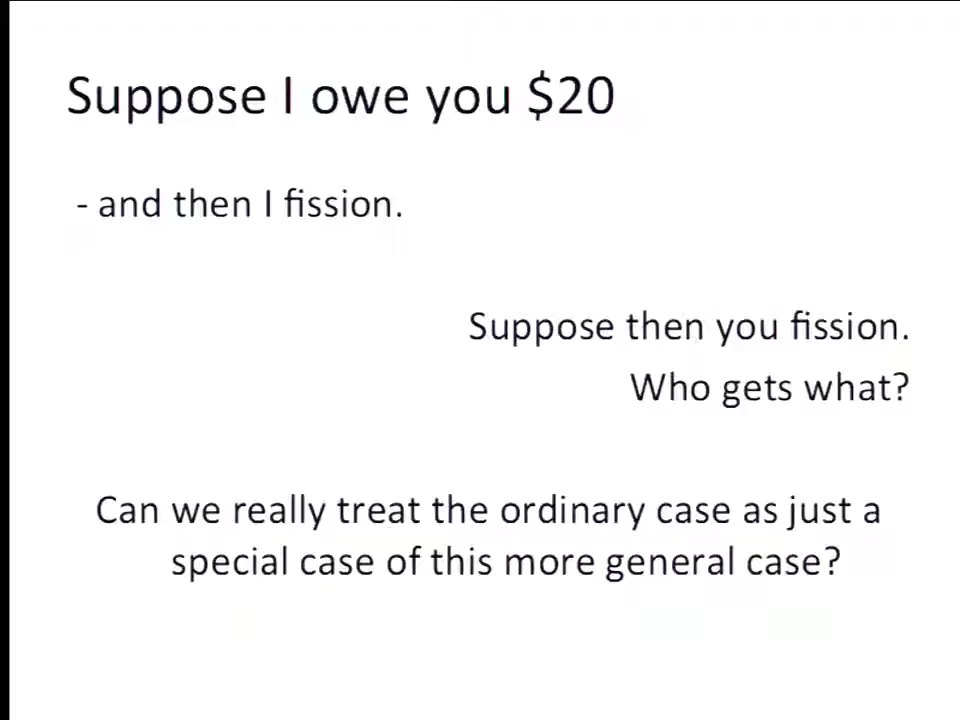 Suppose I owe you $20
- and then I fission.
Suppose then you fission.
Who gets what?
Can we really treat the ordinary case as just a
special case of this more general case?